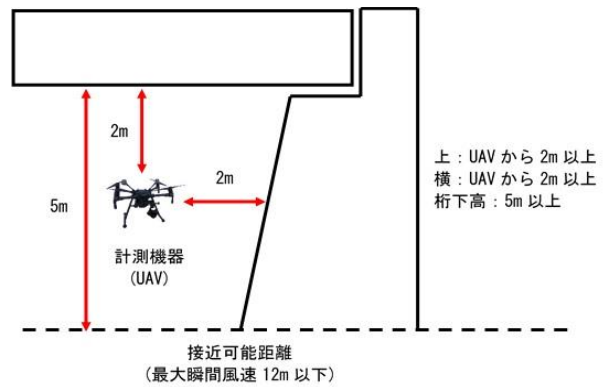 2m
2m
5m
上：UAV から 2m 以上
横：UAV から 2m 以上
桁下高：5m 以上
計測機器
(UAV)
接近可能距離
(最大瞬間風速 12m 以下)